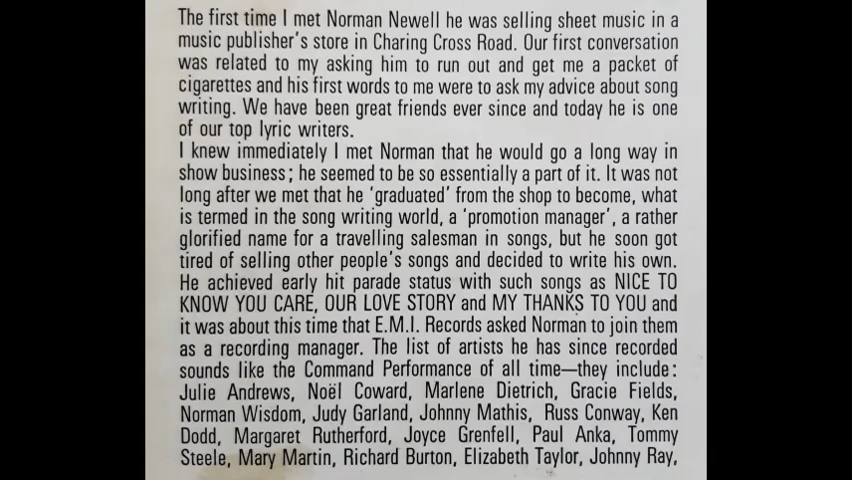 The first time I met Norman Newell he was selling sheet music in a
music publisher's store in Charing Cross Road. Our first conversation
was related to my asking him to run out and get me a packet of
cigarettes and his first words to me were to ask my advice about song
writing. We have been great friends ever since and today he is one
of our top lyric writers.
I knew immediately I met Norman that he would go a long way in
show business; he seemed to be so essentially a part of it. It was not
long after we met that he 'graduated' from the shop to become, what
is termed in the song writing world, a 'promotion manager', a rather
glorified name for a travelling salesman in songs, but he soon got
tired of selling other people's songs and decided to write his own.
He achieved early hit parade status with such songs as NICE TO
KNOW YOU CARE, OUR LOVE STORY and MY THANKS TO YOU and
it was about this time that E.M.I. Records asked Norman to join them
as a recording manager. The list of artists he has since recorded
sounds like the Command Performance of all time—they include:
Julie Andrews, Noël Coward, Marlene Dietrich, Gracie Fields,
Norman Wisdom, Judy Garland, Johnny Mathis, Russ Conway, Ken
Dodd, Margaret Rutherford, Joyce Grenfell, Paul Anka, Tommy
Steele, Mary Martin, Richard Burton, Elizabeth Taylor, Johnny Ray,